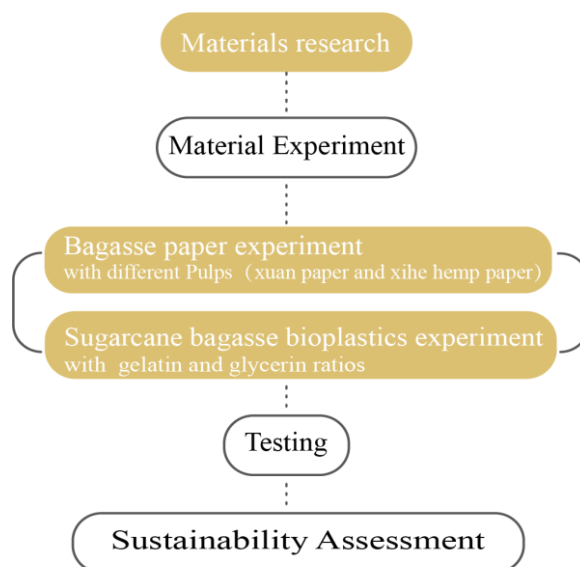 Materials research
Material Experiment
Bagasse paper experiment
with different Pulps（xuan paper and xihe hemp paper）
Sugarcane bagasse bioplastics experiment
with gelatin and glycerin ratios
Testing
Sustainability Assessment